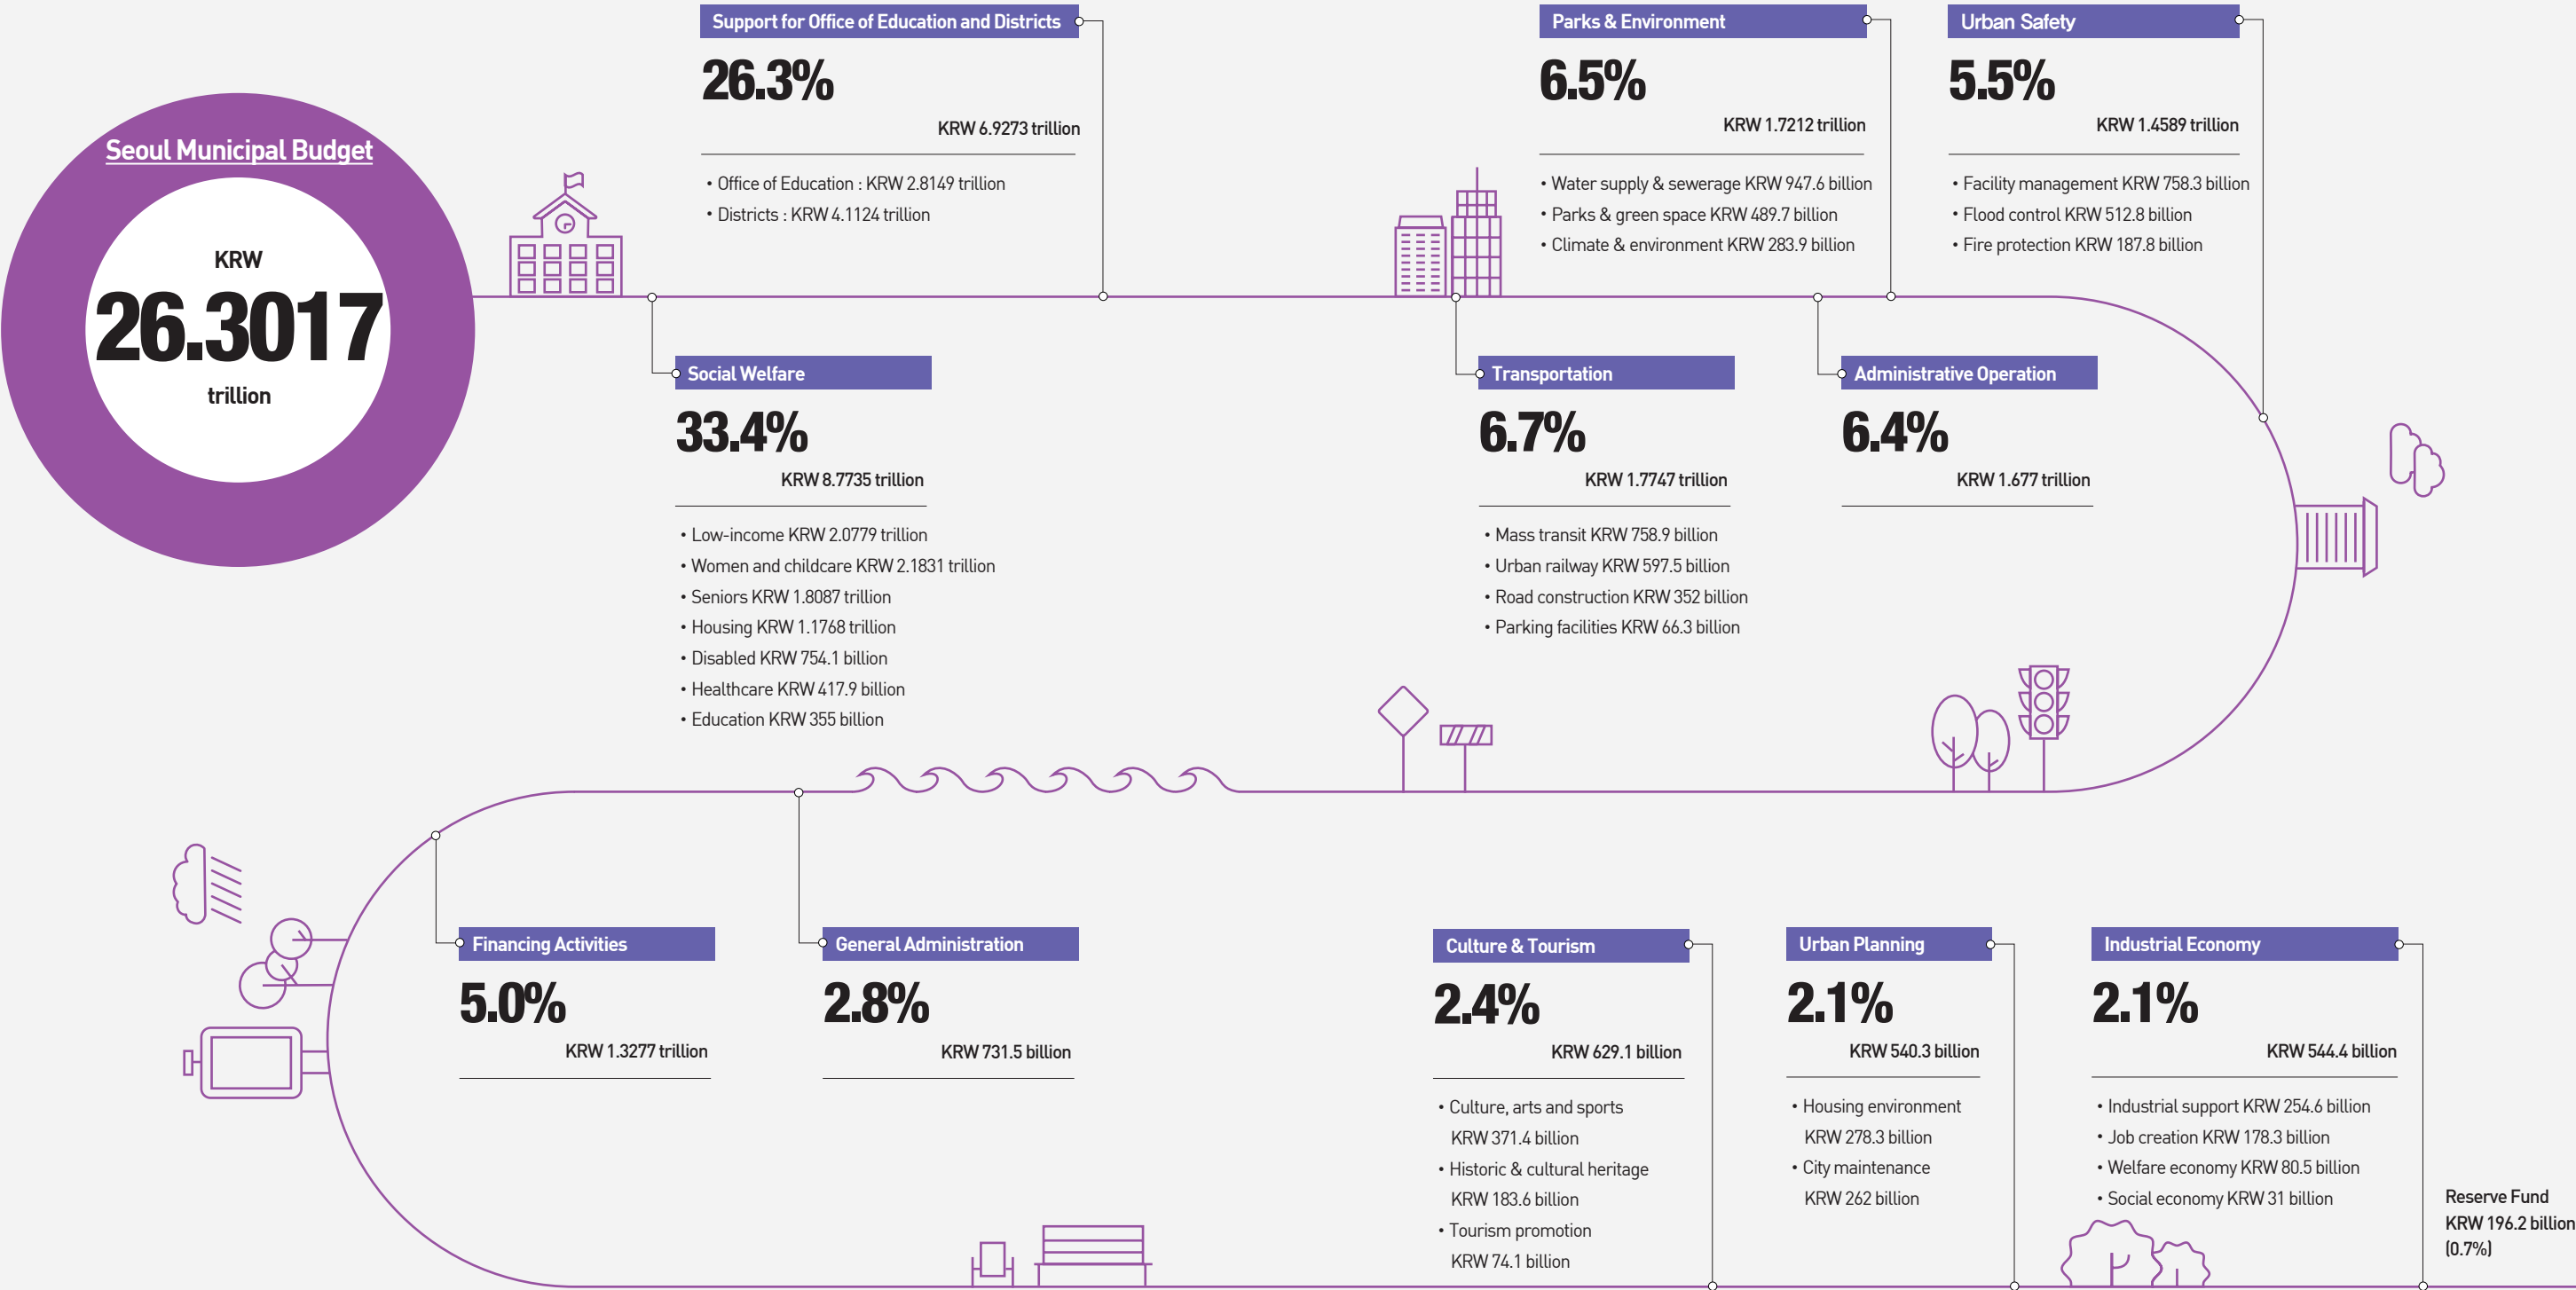 Seoul Municipal Budget
KRW
26.3017
trillion
Support for Office of Education and Districts
26.3%
KRW 6.9273 trillion
• Office of Education : KRW 2.8149 trillion
• Districts : KRW 4.1124 trillion
Parks & Environment
6.5%
KRW 1.7212 trillion
• Water supply & sewerage KRW 947.6 billion
• Parks & green space KRW 489.7 billion
• Climate & environment KRW 283.9 billion
Urban Safety
5.5%
KRW 1.4589 trillion
• Facility management KRW 758.3 billion
• Flood control KRW 512.8 billion
• Fire protection KRW 187.8 billion
Social Welfare
33.4%
KRW 8.7735 trillion
• Low-income KRW 2.0779 trillion
• Women and childcare KRW 2.1831 trillion
• Seniors KRW 1.8087 trillion
• Housing KRW 1.1768 trillion
• Disabled KRW 754.1 billion
• Healthcare KRW 417.9 billion
• Education KRW 355 billion
Transportation
6.7%
KRW 1.7747 trillion
• Mass transit KRW 758.9 billion
• Urban railway KRW 597.5 billion
• Road construction KRW 352 billion
• Parking facilities KRW 66.3 billion
Administrative Operation
6.4%
KRW 1.677 trillion
Financing Activities
5.0%
KRW 1.3277 trillion
General Administration
2.8%
KRW 731.5 billion
Culture & Tourism
2.4%
KRW 629.1 billion
• Culture, arts and sports
KRW 371.4 billion
• Historic & cultural heritage
KRW 183.6 billion
• Tourism promotion
KRW 74.1 billion
Urban Planning
2.1%
KRW 540.3 billion
• Housing environment
KRW 278.3 billion
• City maintenance
KRW 262 billion
Industrial Economy
2.1%
KRW 544.4 billion
• Industrial support KRW 254.6 billion
• Job creation KRW 178.3 billion
• Welfare economy KRW 80.5 billion
• Social economy KRW 31 billion
Reserve Fund
KRW 196.2 billion
(0.7%)